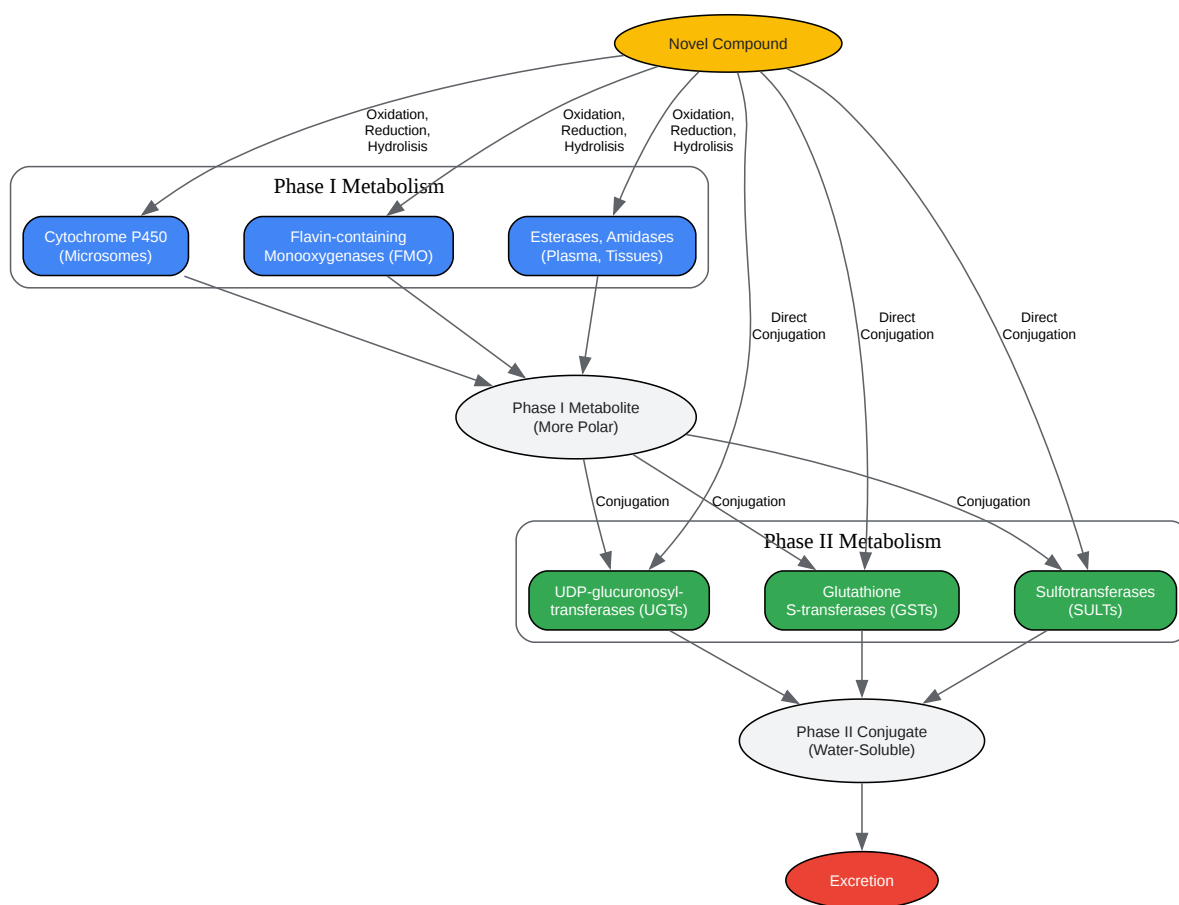 Novel Compound
Oxidation,
Reduction,
Hydrolisis
Oxidation,
Reduction,
Hydrolisis
Oxidation,
Reduction,
Hydrolisis
Phase I Metabolism
Cytochrome P450
(Microsomes)
Flavin-containing
Monooxygenases (FMO)
Esterases, Amidases
(Plasma, Tissues)
Direct
Conjugation
Direct
Conjugation
Direct
Conjugation
Phase I Metabolite
(More Polar)
Conjugation
Conjugation
Conjugation
Phase II Metabolism
UDP-glucuronosyl-
transferases (UGTs)
Glutathione
S-transferases (GSTs)
Sulfotransferases
(SULTs)
Phase II Conjugate
(Water-Soluble)
Excretion